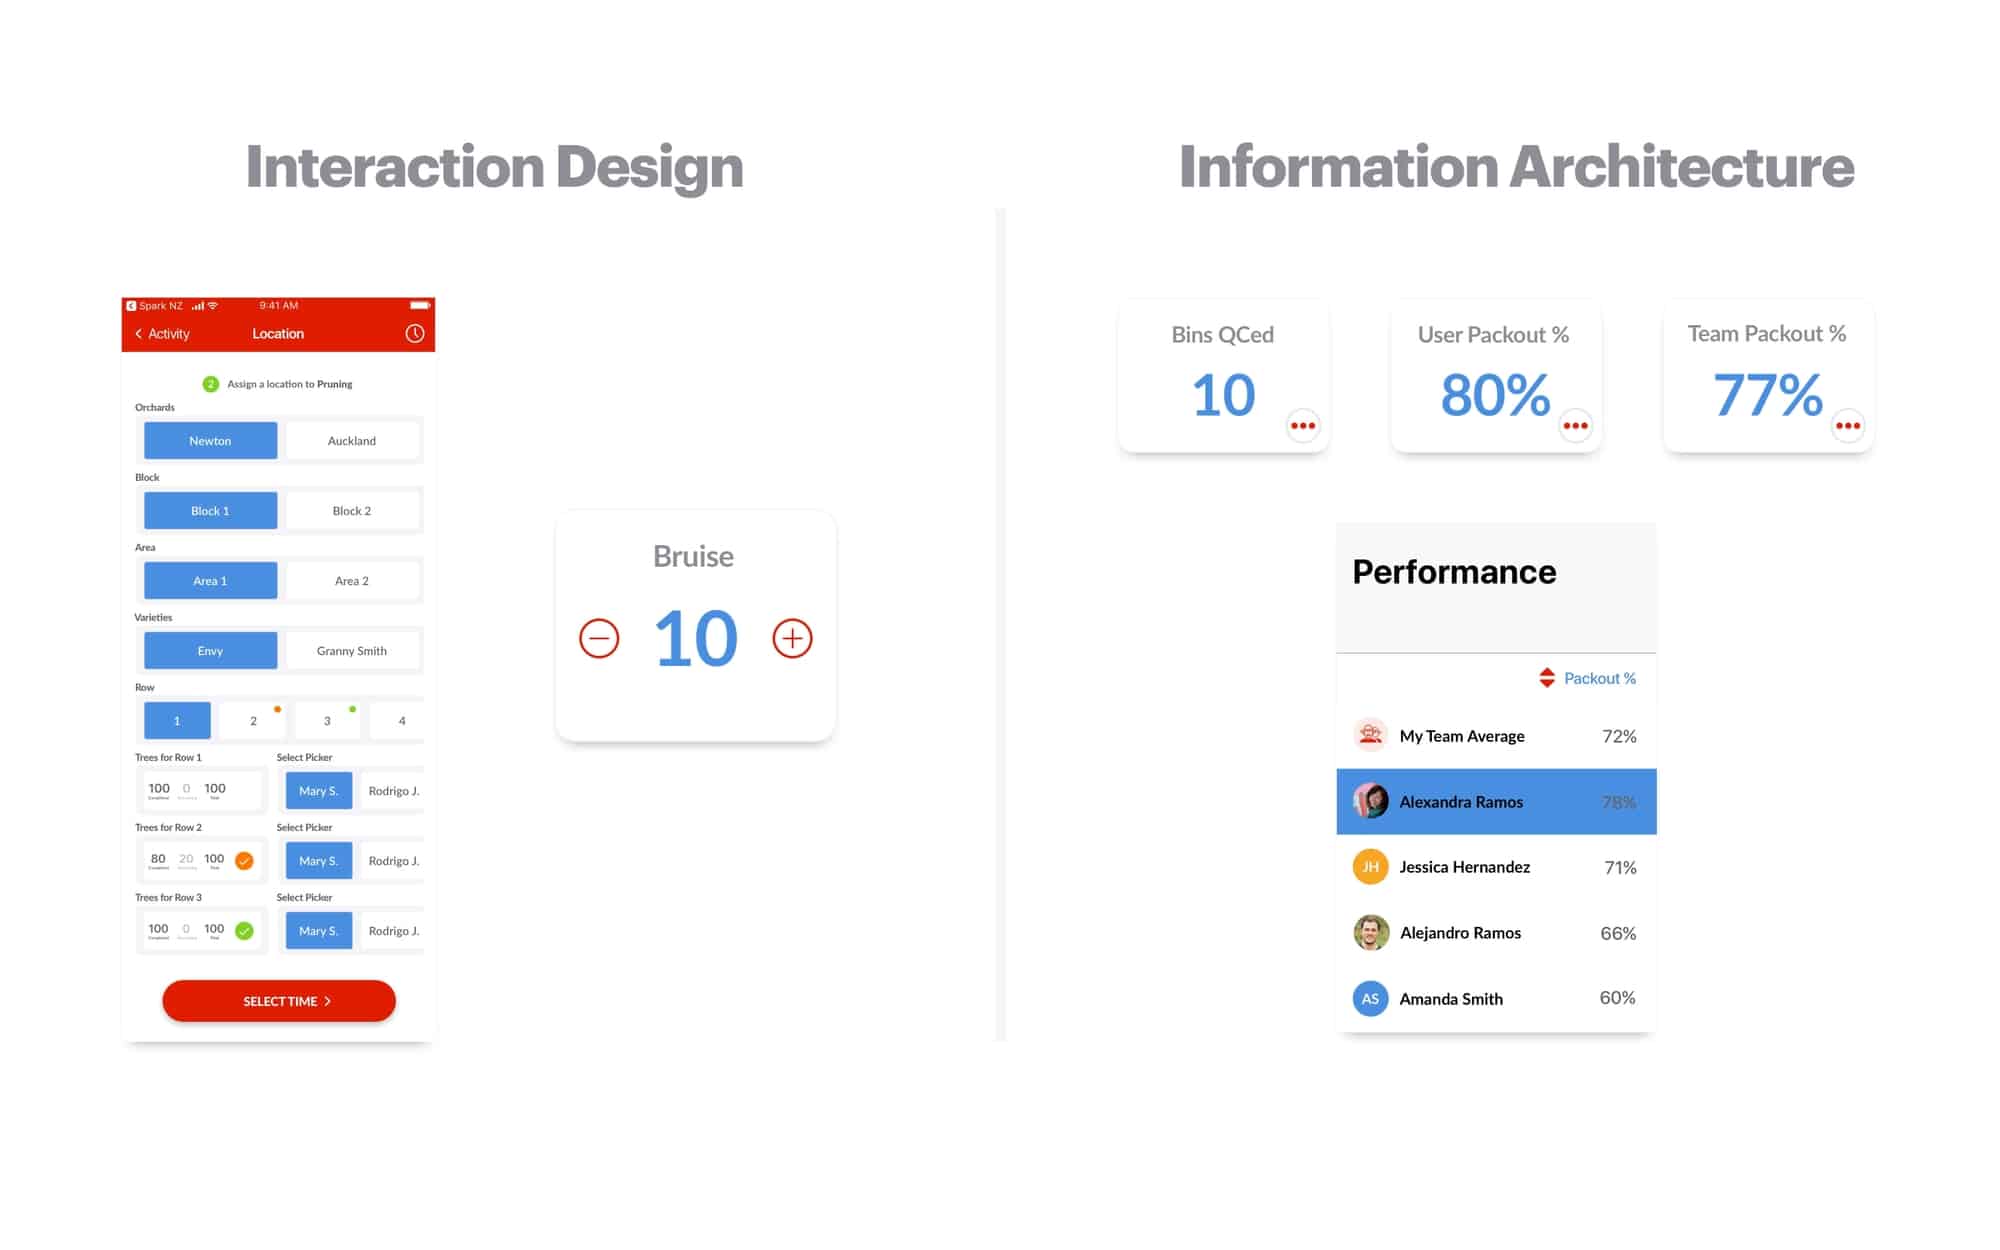 Interaction Design
Information Architecture
Spark NZ 9:41 AM
Activity Location
2 Assign a location to Pruning
Orchards
Newton Auckland
Block
Block 1 Block 2
Area
Area 1 Area 2
Varieties
Envy Granny Smith
Row
1 2 3 4
Trees for Row 1 Select Picker
100 0 100 Mary S. Rodrigo J.
Trees for Row 2 Select Picker
80 20 100 Mary S. Rodrigo J.
Trees for Row 3 Select Picker
100 0 100 Mary S. Rodrigo J.
SELECT TIME
Bruise
10
Bins QCed
10
User Packout %
80%
Team Packout %
77%
Performance
Packout %
My Team Average 72%
Alexandra Ramos 78%
JH Jessica Hernandez 71%
Alejandro Ramos 66%
AS Amanda Smith 60%